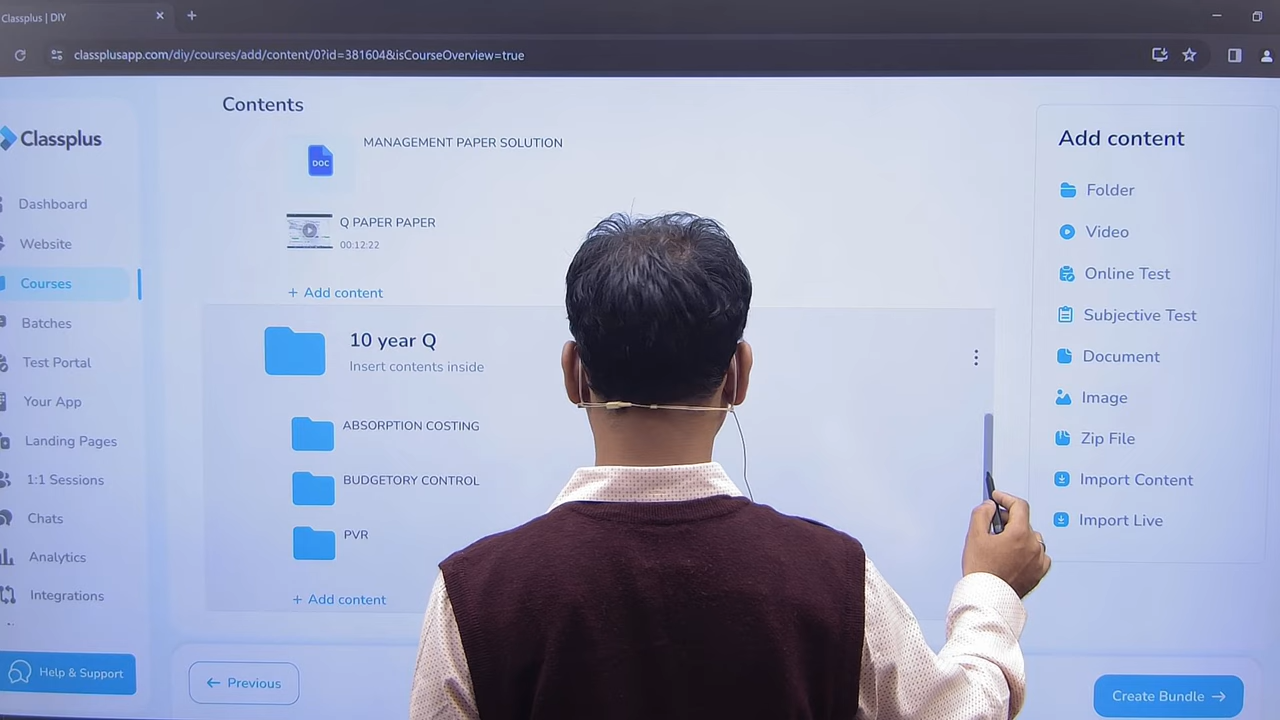 Classplus | DIY
classplusapp.com/diy/courses/add/content/0?id=381604&isCourseOverview=true
Classplus
Dashboard
Website
Courses
Batches
Test Portal
Your App
Landing Pages
1:1 Sessions
Chats
Analytics
Integrations
Help & Support
Contents
DOC
MANAGEMENT PAPER SOLUTION
Q PAPER PAPER
00:12:22
+ Add content
10 year Q
Insert contents inside
ABSORPTION COSTING
BUDGETORY CONTROL
PVR
+ Add content
← Previous
Create Bundle →
Add content
Folder
Video
Online Test
Subjective Test
Document
Image
Zip File
Import Content
Import Live